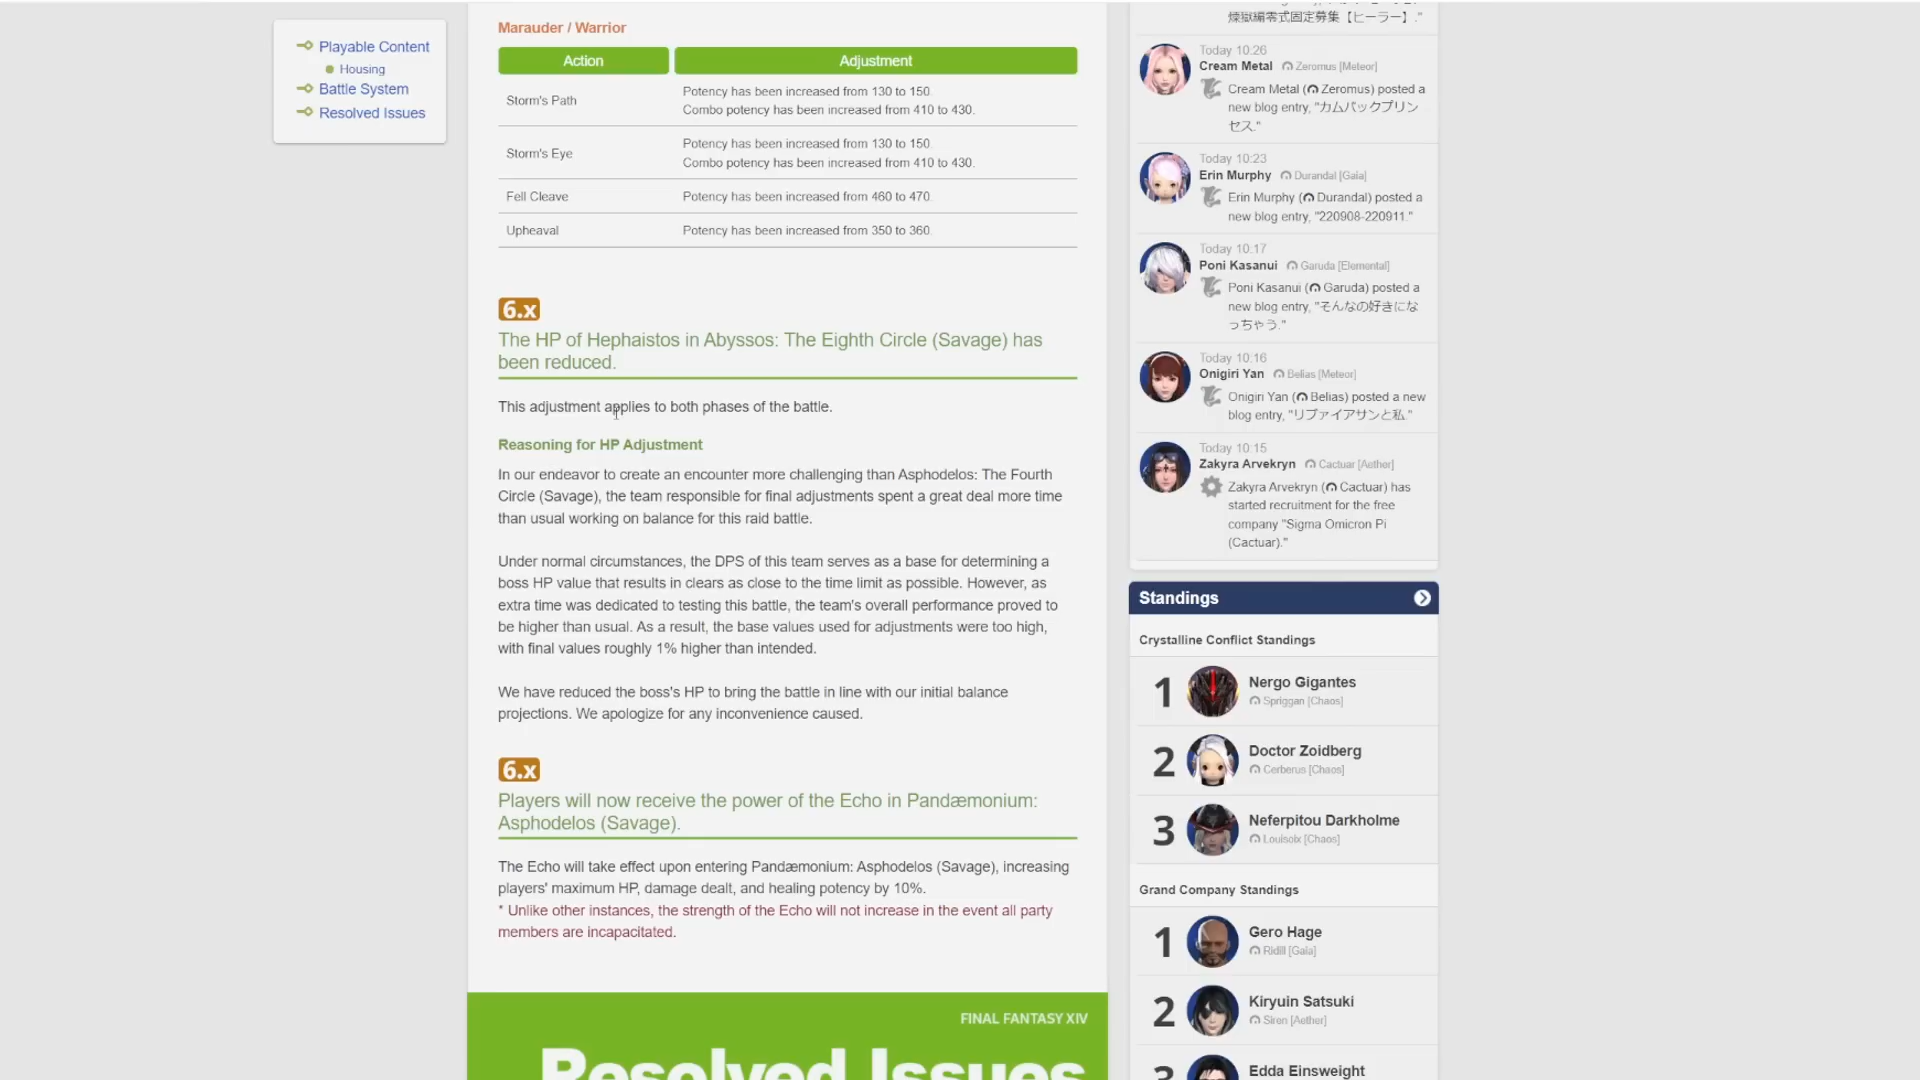 Playable Content
Housing
Battle System
Resolved Issues
Marauder / Warrior
Action
Adjustment
Storm's Path
Potency has been increased from 130 to 150.
Combo potency has been increased from 410 to 430.
Storm's Eye
Potency has been increased from 130 to 150.
Combo potency has been increased from 410 to 430.
Fell Cleave
Potency has been increased from 460 to 470.
Upheaval
Potency has been increased from 350 to 360.
6.x
The HP of Hephaistos in Abyssos: The Eighth Circle (Savage) has
been reduced.
This adjustment applies to both phases of the battle.
Reasoning for HP Adjustment
In our endeavor to create an encounter more challenging than Asphodelos: The Fourth
Circle (Savage), the team responsible for final adjustments spent a great deal more time
than usual working on balance for this raid battle.
Under normal circumstances, the DPS of this team serves as a base for determining a
boss HP value that results in clears as close to the time limit as possible. However, as
extra time was dedicated to testing this battle, the team's overall performance proved to
be higher than usual. As a result, the base values used for adjustments were too high,
with final values roughly 1% higher than intended.
We have reduced the boss's HP to bring the battle in line with our initial balance
projections. We apologize for any inconvenience caused.
6.x
Players will now receive the power of the Echo in Pandæmonium:
Asphodelos (Savage).
The Echo will take effect upon entering Pandæmonium: Asphodelos (Savage), increasing
players' maximum HP, damage dealt, and healing potency by 10%.
* Unlike other instances, the strength of the Echo will not increase in the event all party
members are incapacitated.
FINAL FANTASY XIV
Resolved Issues
煉獄編零式固定募集【ヒーラー】."
Today 10:26
Cream Metal Zeromus [Meteor]
Cream Metal (Zeromus) posted a
new blog entry, "カムバックプリン
セス."
Today 10:23
Erin Murphy Durandal [Gaia]
Erin Murphy (Durandal) posted a
new blog entry, "220908-220911."
Today 10:17
Poni Kasanui Garuda [Elemental]
Poni Kasanui (Garuda) posted a
new blog entry, "そんなの好きにな
っちゃう."
Today 10:16
Onigiri Yan Belias [Meteor]
Onigiri Yan (Belias) posted a new
blog entry, "リヴァイアサンと私."
Today 10:15
Zakyra Arvekryn Cactuar [Aether]
Zakyra Arvekryn (Cactuar) has
started recruitment for the free
company "Sigma Omicron Pi
(Cactuar)."
Standings
Crystalline Conflict Standings
1
Nergo Gigantes
Spriggan [Chaos]
2
Doctor Zoidberg
Cerberus [Chaos]
3
Neferpitou Darkholme
Louisoix [Chaos]
Grand Company Standings
1
Gero Hage
Ridill [Gaia]
2
Kiryuin Satsuki
Siren [Aether]
3
Edda Einsweight